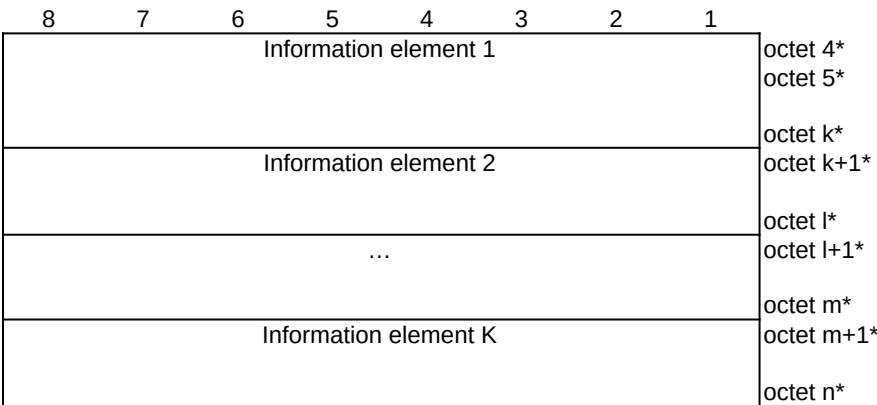 8 7 6 5 4 3 2 1
Information element 1 octet 4*
octet 5*
octet k*
Information element 2 octet k+1*
octet l*
… octet l+1*
octet m*
Information element K octet m+1*
octet n*